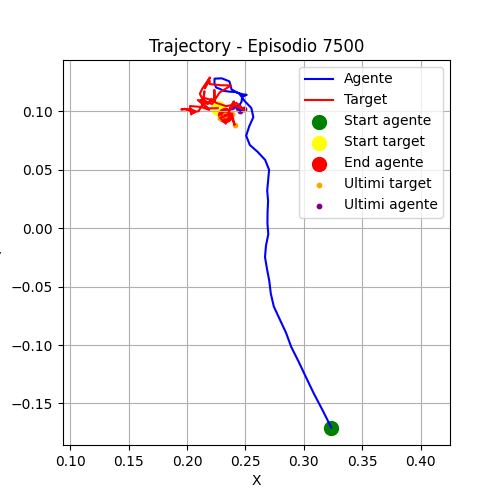 Trajectory - Episodio 7500
Agente
Target
Start agente
Start target
End agente
Ultimi target
Ultimi agente
0.10
0.05
0.00
−0.05
−0.10
−0.15
0.10
0.15
0.20
0.25
0.30
0.35
0.40
X